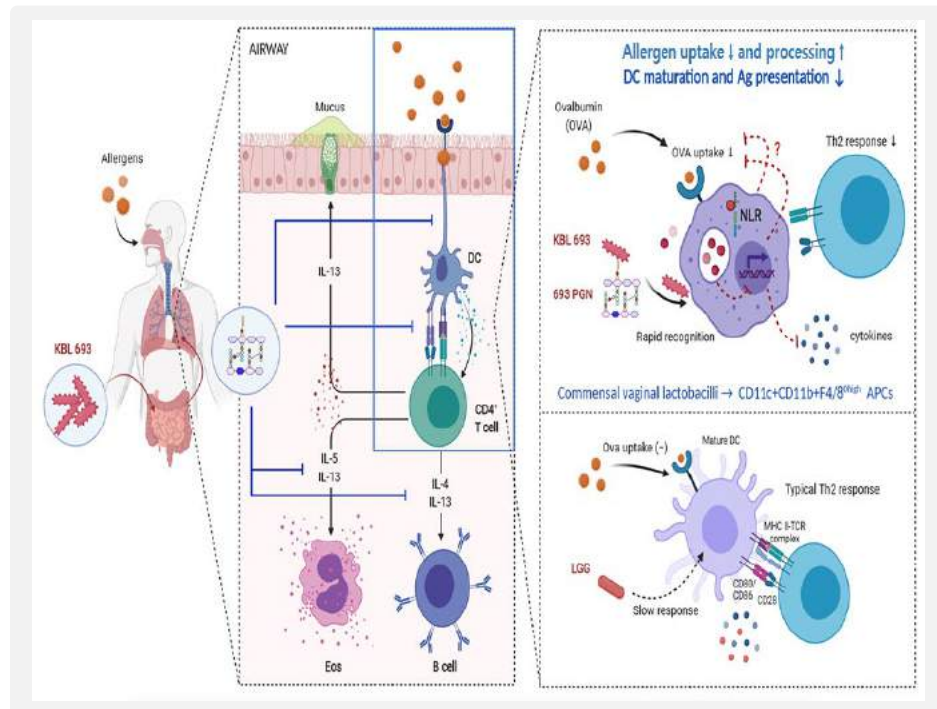 AIRWAY
Mucus
Allergens
IL-13
DC
KBL 693
CD4+
T cell
IL-5
IL-13
IL-4
IL-13
Eos
B cell
Allergen uptake ↓ and processing ↑
DC maturation and Ag presentation ↓
Ovalbumin
(OVA)
OVA uptake ↓
?
Th2 response ↓
NLR
KBL 693
693 PGN
Rapid recognition
cytokines
Commensal vaginal lactobacilli → CD11c+CD11b+F4/80high APCs
Ova uptake (-)
Mature DC
Typical Th2 response
MHC II-TCR
complex
LGG
Slow response
CD80/
CD86
CD28